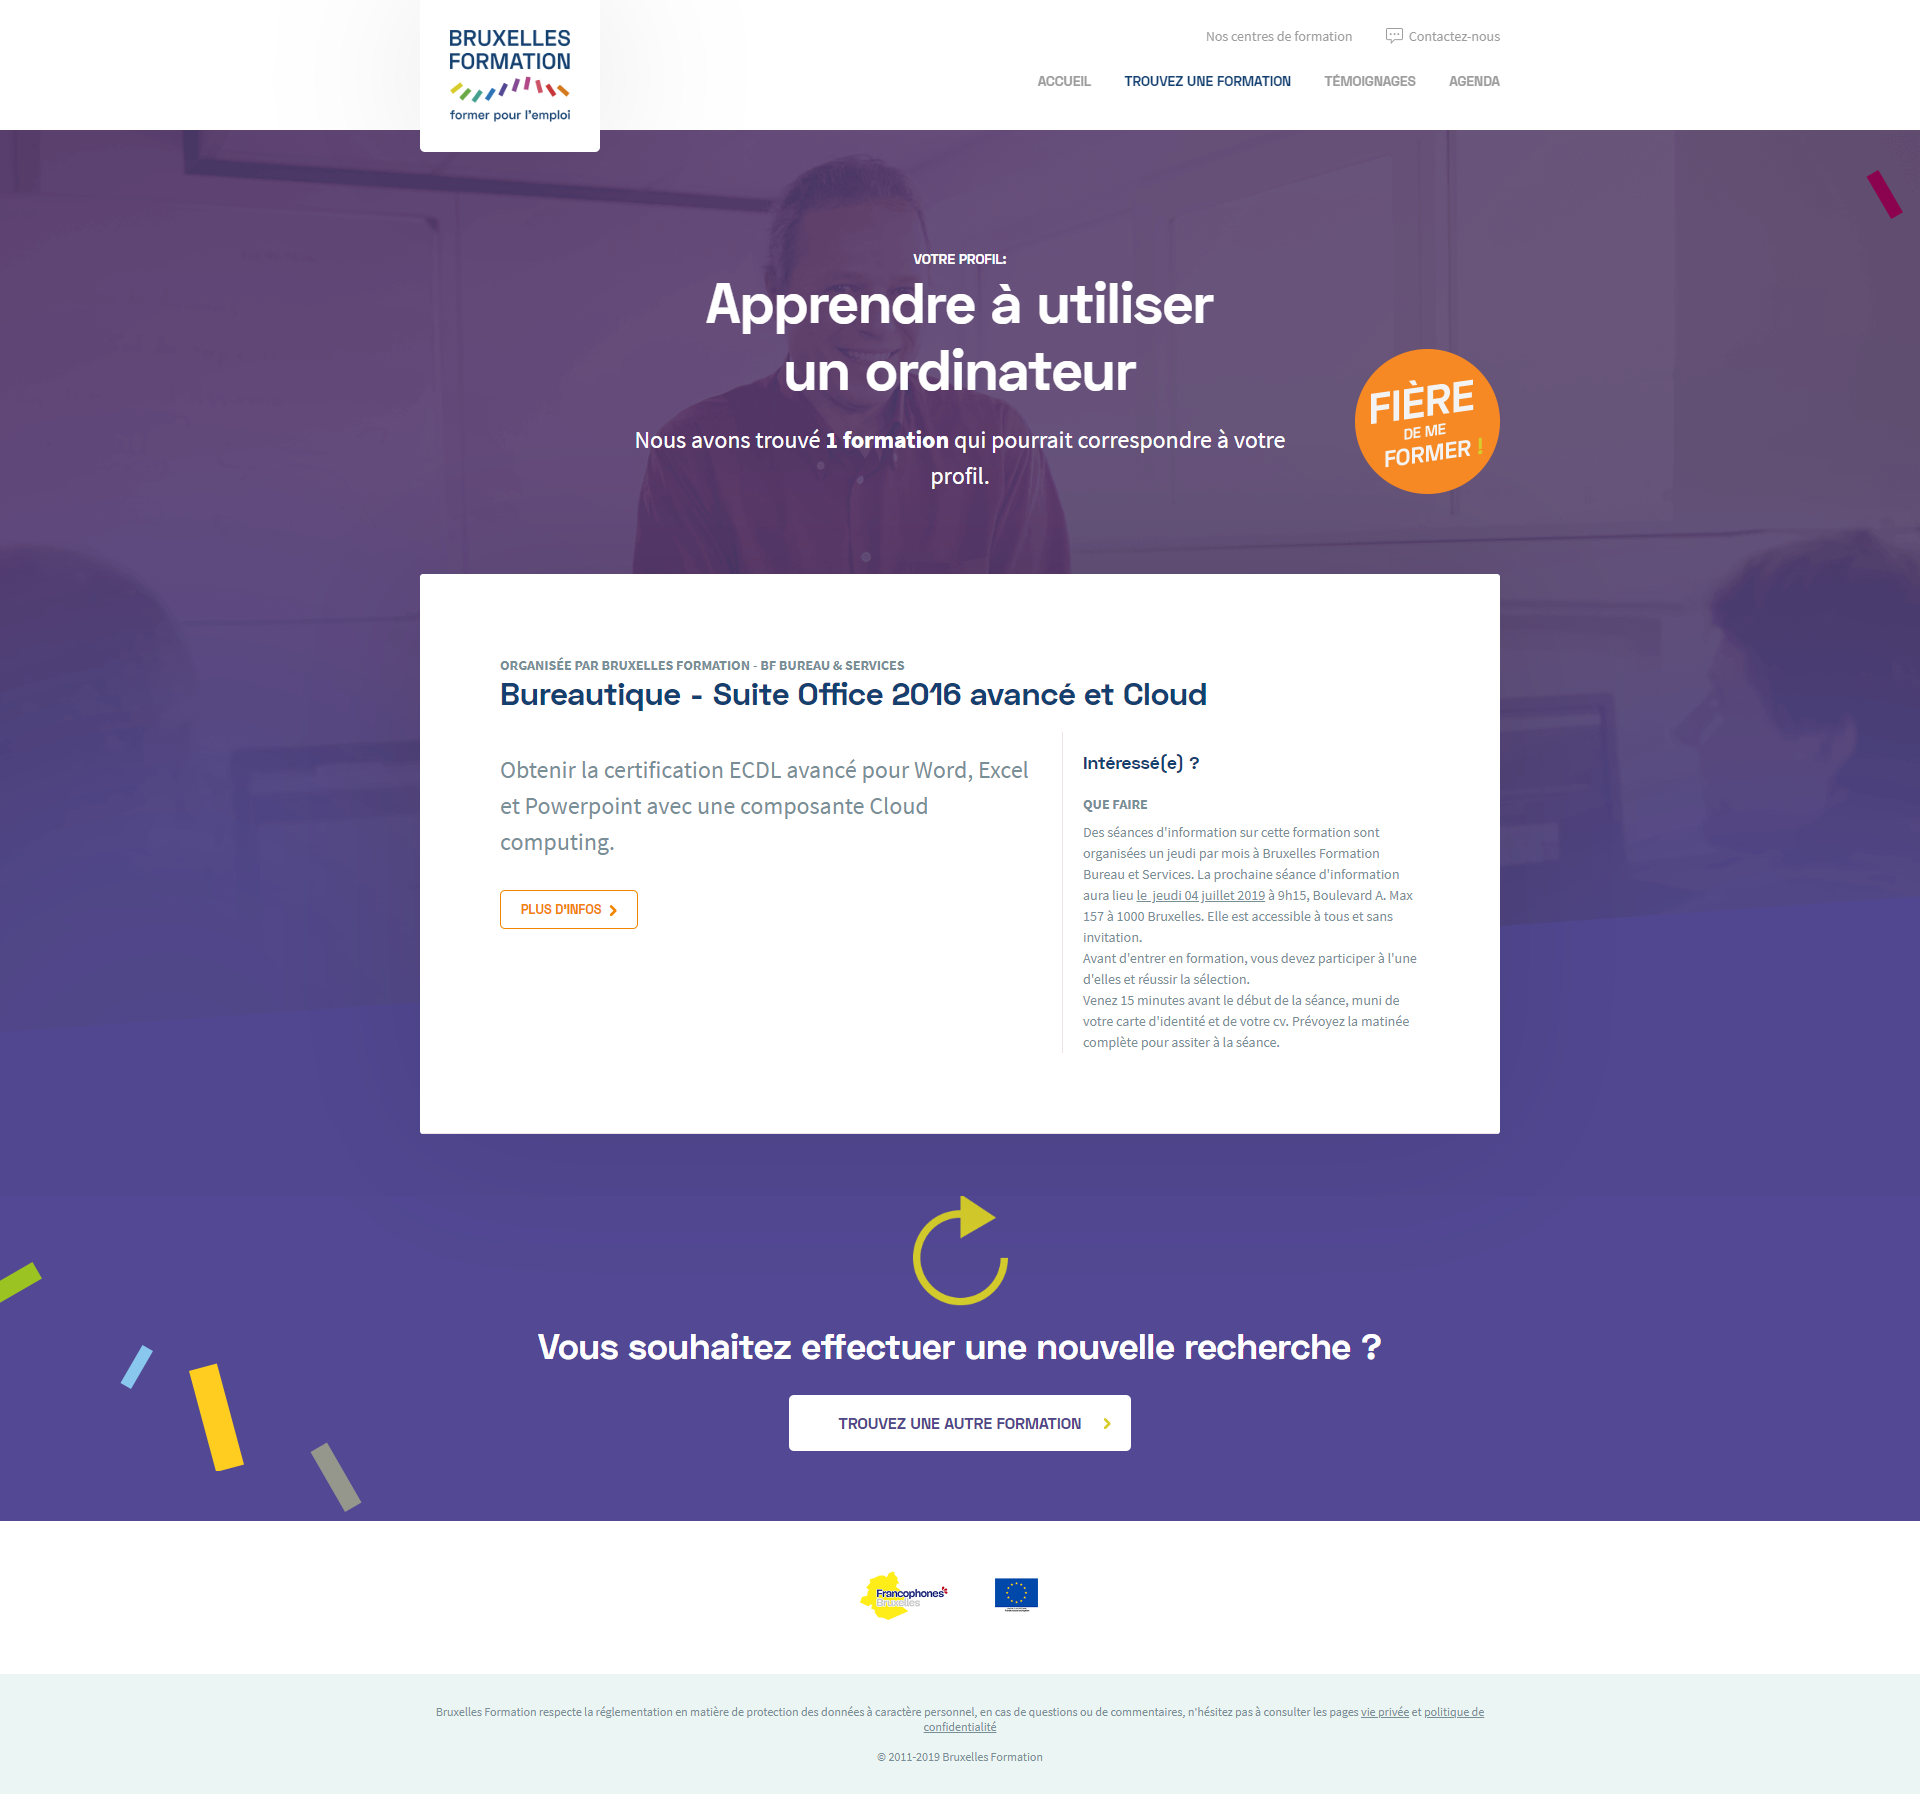 BRUXELLES
FORMATION
former pour l'emploi
Nos centres de formation
Contactez-nous
ACCUEIL
TROUVEZ UNE FORMATION
TÉMOIGNAGES
AGENDA
VOTRE PROFIL:
Apprendre à utiliser
un ordinateur
Nous avons trouvé 1 formation qui pourrait correspondre à votre
profil.
FIÈRE
DE ME
FORMER !
ORGANISÉE PAR BRUXELLES FORMATION - BF BUREAU & SERVICES
Bureautique - Suite Office 2016 avancé et Cloud
Obtenir la certification ECDL avancé pour Word, Excel
et Powerpoint avec une composante Cloud
computing.
PLUS D'INFOS
Intéressé(e) ?
QUE FAIRE
Des séances d'information sur cette formation sont
organisées un jeudi par mois à Bruxelles Formation
Bureau et Services. La prochaine séance d'information
aura lieu le jeudi 04 juillet 2019 à 9h15, Boulevard A. Max
157 à 1000 Bruxelles. Elle est accessible à tous et sans
invitation.
Avant d'entrer en formation, vous devez participer à l'une
d'elles et réussir la sélection.
Venez 15 minutes avant le début de la séance, muni de
votre carte d'identité et de votre cv. Prévoyez la matinée
complète pour assiter à la séance.
Vous souhaitez effectuer une nouvelle recherche ?
TROUVEZ UNE AUTRE FORMATION
Francophones
Bruxelles
Bruxelles Formation respecte la réglementation en matière de protection des données à caractère personnel, en cas de questions ou de commentaires, n'hésitez pas à consulter les pages vie privée et politique de
confidentialité
© 2011-2019 Bruxelles Formation